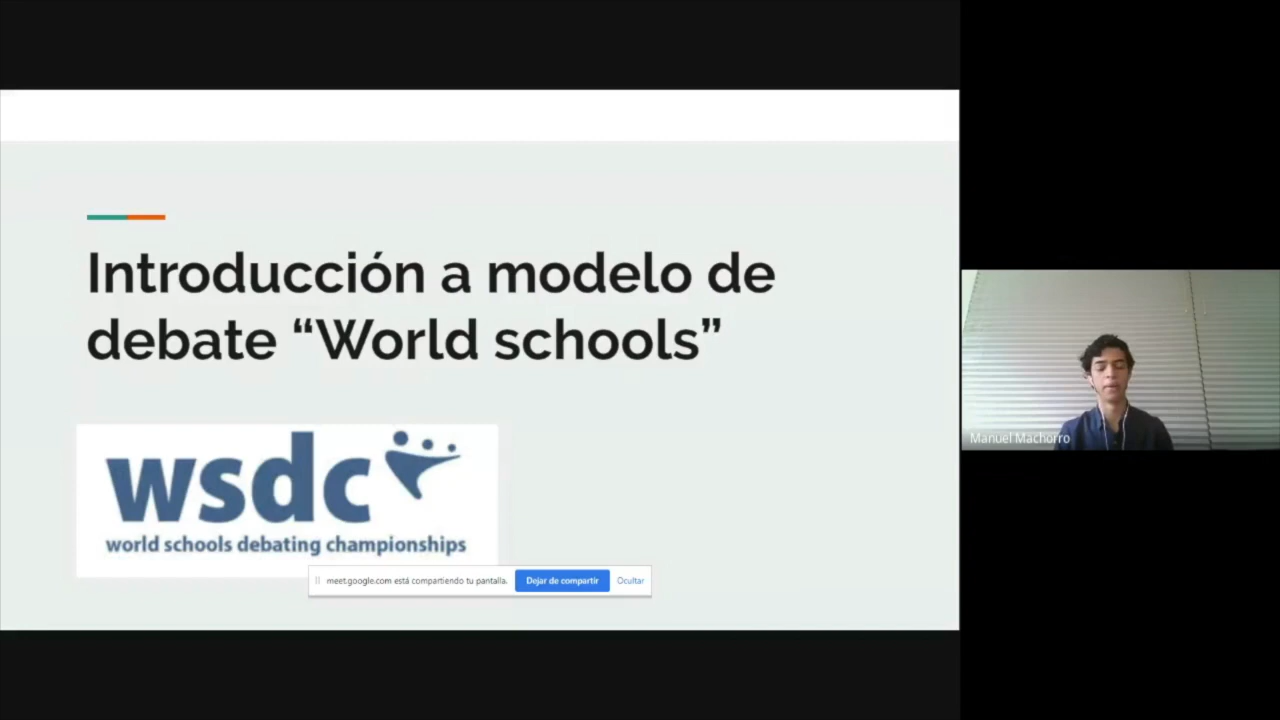 Introducción a modelo de
debate “World schools”
wsdc
world schools debating championships
meet.google.com está compartiendo tu pantalla.
Dejar de compartir
Ocultar
Manuel Machorro